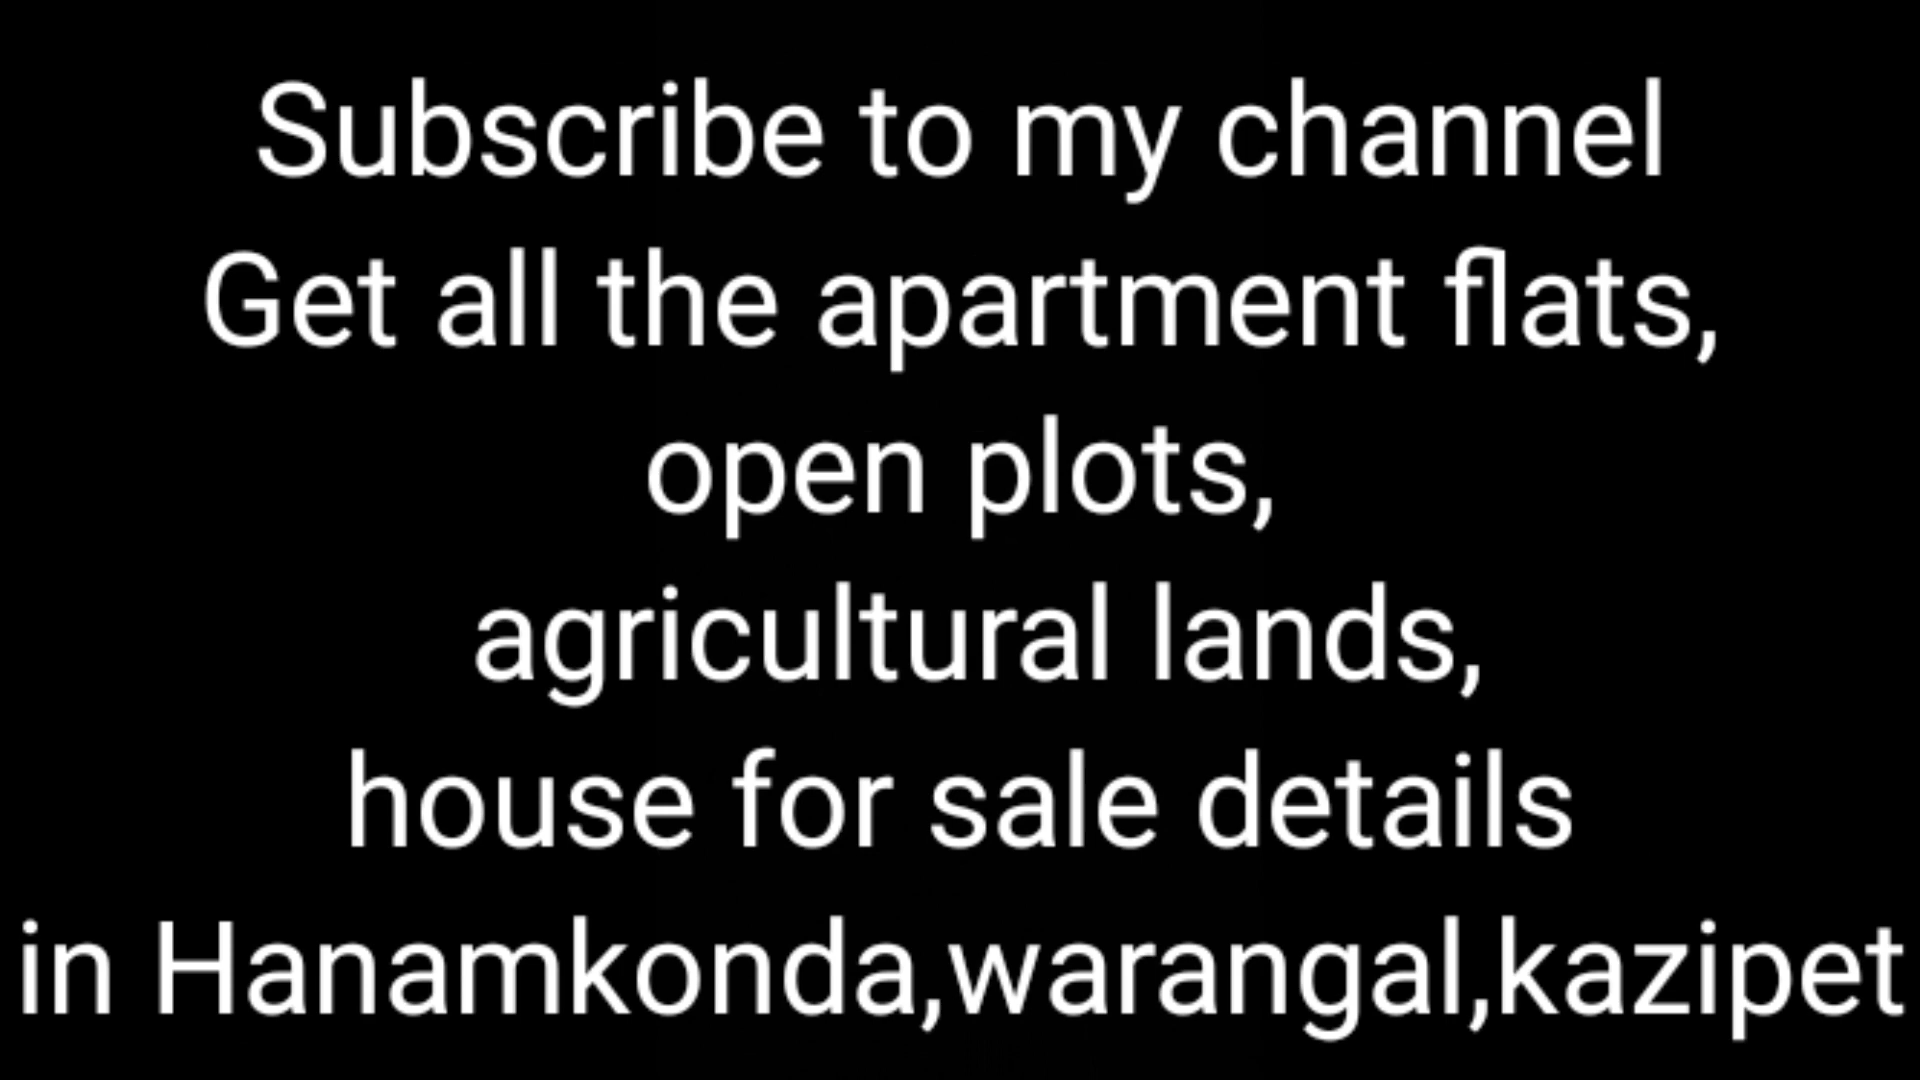 Subscribe to my channel
Get all the apartment flats,
open plots,
agricultural lands,
house for sale details
in Hanamkonda,warangal,kazipet